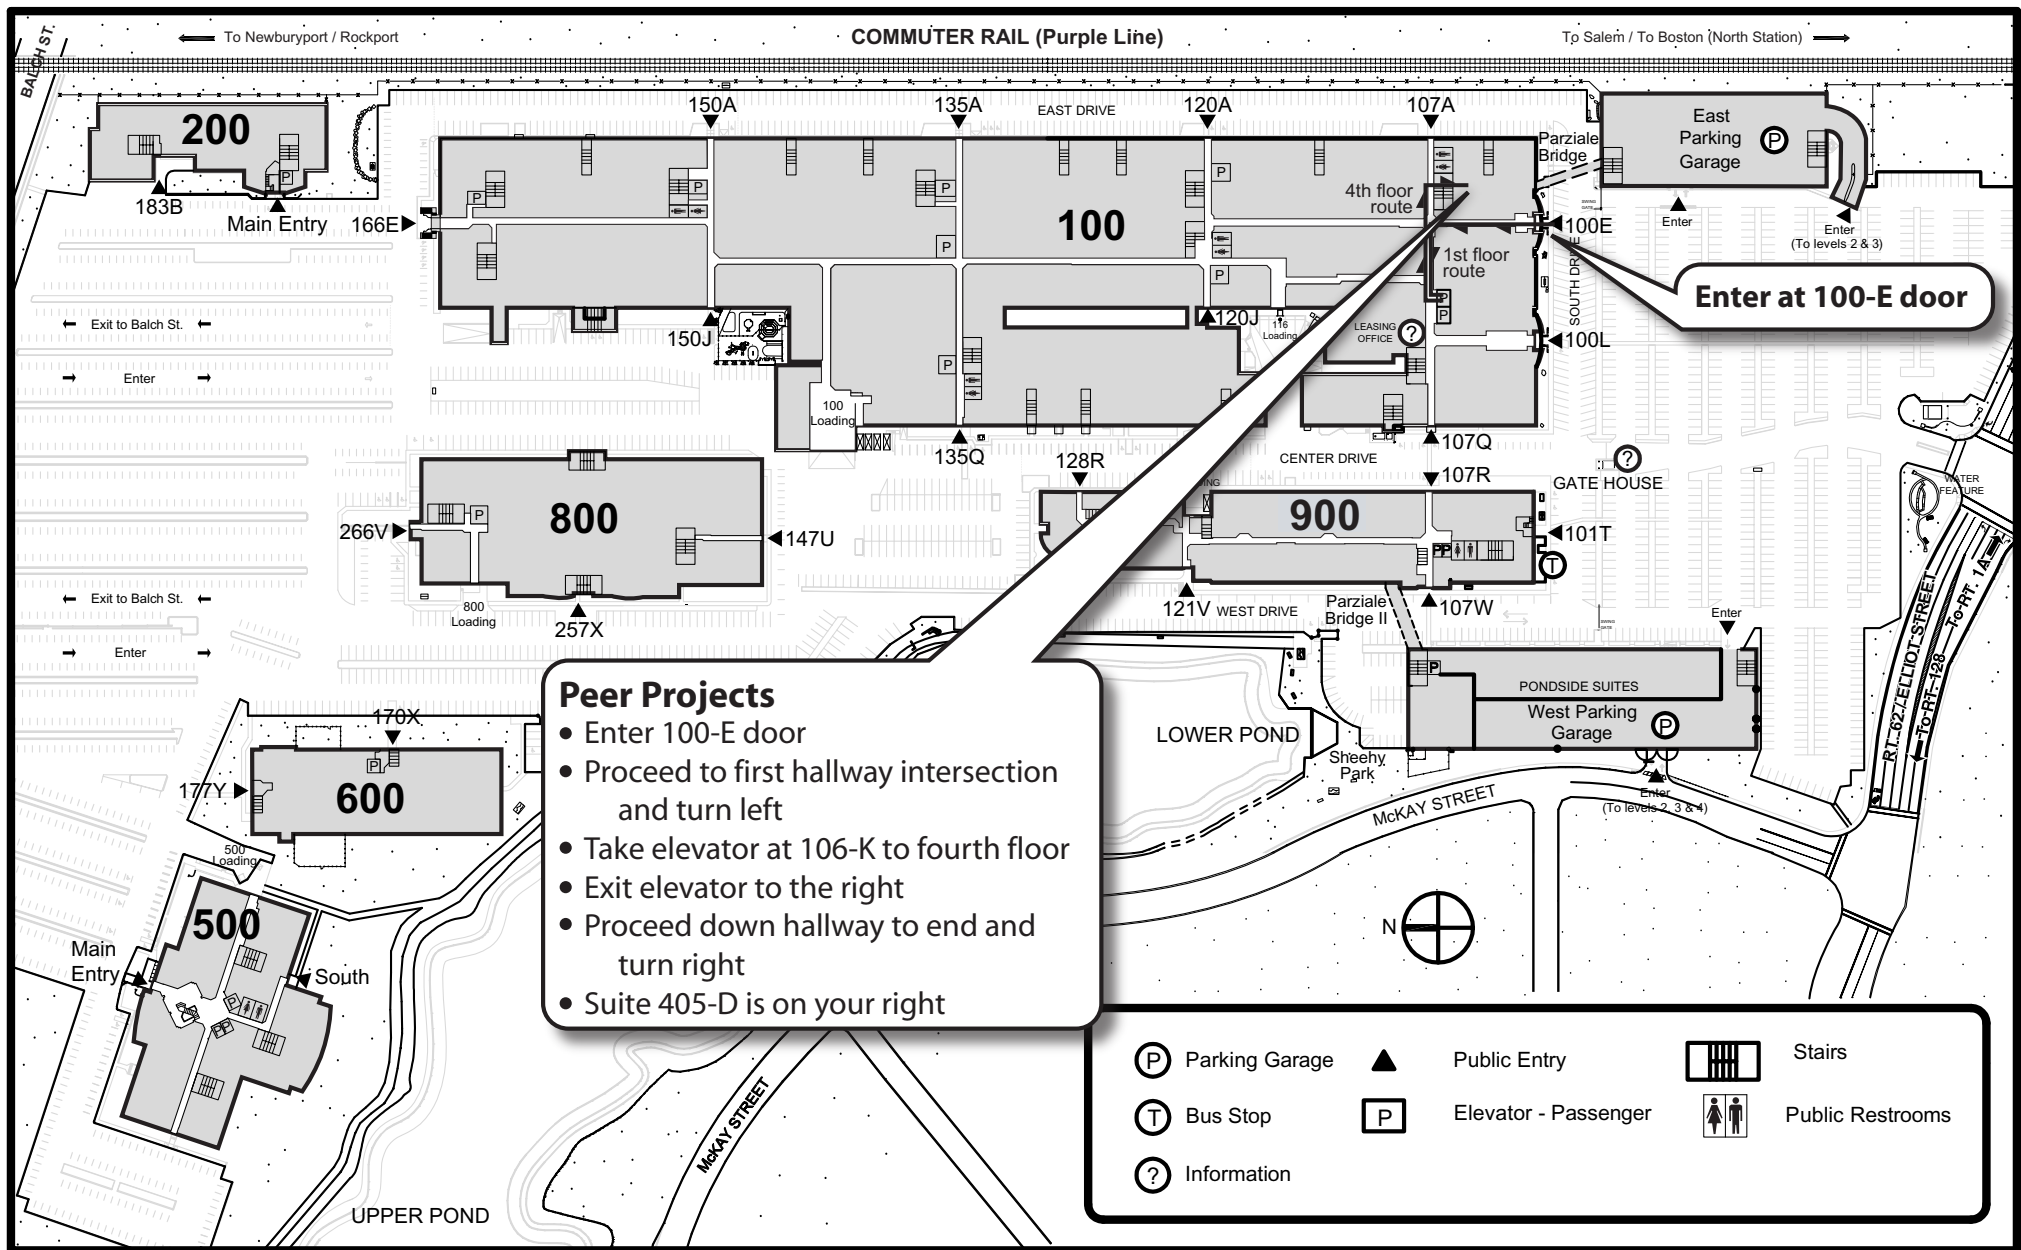 BALCH ST.
To Newburyport / Rockport
COMMUTER RAIL (Purple Line)
To Salem / To Boston (North Station)
150A
135A
EAST DRIVE
120A
107A
200
P
183B
Main Entry
166E
100
4th floor
route
1st floor
route
Parziale
Bridge
East
Parking
Garage
P
SWING
GATE
Enter
Enter
(To levels 2 & 3)
100E
SOUTH DRIVE
Enter at 100-E door
P
P
P
P
P
P
P
P
P
P
Exit to Balch St.
Enter
150J
120J
116
Loading
LEASING
OFFICE
?
100L
100
Loading
135Q
128R
CENTER DRIVE
107Q
107R
?
GATE HOUSE
WATER
FEATURE
800
P
266V
147U
800
Loading
257X
900
PP
101T
T
121V
WEST DRIVE
Parziale
Bridge II
107W
SWING
GATE
Enter
Exit to Balch St.
Enter
P
PONDSIDE SUITES
West Parking
Garage
P
Enter
(To levels 2, 3 & 4)
RT. 62 / ELLIOT STREET
To RT. 128
To RT. 1A
LOWER POND
Sheehy
Park
McKAY STREET
170X
P
177Y
600
500
Loading
500
Main
Entry
South
P
PP
Peer Projects
• Enter 100-E door
• Proceed to first hallway intersection
and turn left
• Take elevator at 106-K to fourth floor
• Exit elevator to the right
• Proceed down hallway to end and
turn right
• Suite 405-D is on your right
N
McKAY STREET
UPPER POND
P Parking Garage
Public Entry
Stairs
T Bus Stop
P Elevator - Passenger
Public Restrooms
? Information